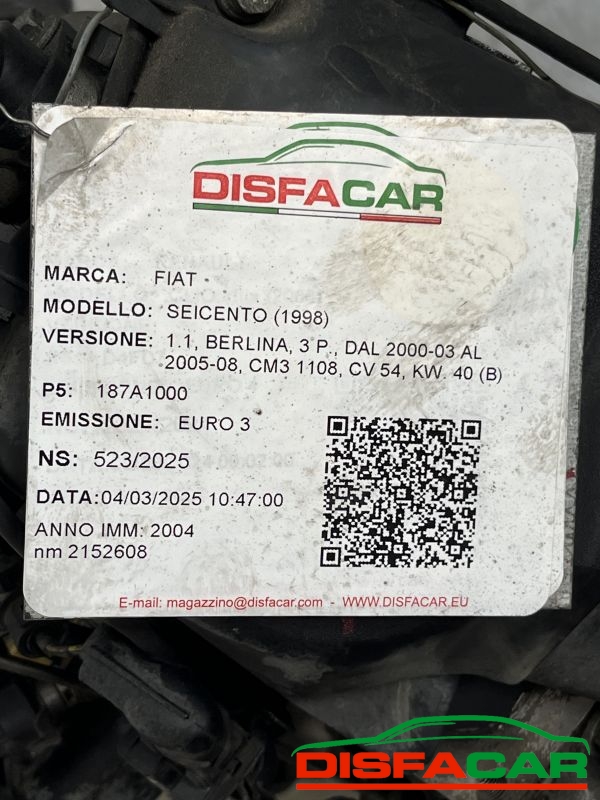 DISFACAR
MARCA: FIAT
MODELLO: SEICENTO (1998)
VERSIONE: 1.1, BERLINA, 3 P., DAL 2000-03 AL
2005-08, CM3 1108, CV 54, KW. 40 (B)
P5: 187A1000
EMISSIONE: EURO 3
NS: 523/2025
DATA:04/03/2025 10:47:00
ANNO IMM: 2004
nm 2152608
E-mail: magazzino@disfacar.com - WWW.DISFACAR.EU
DISFACAR